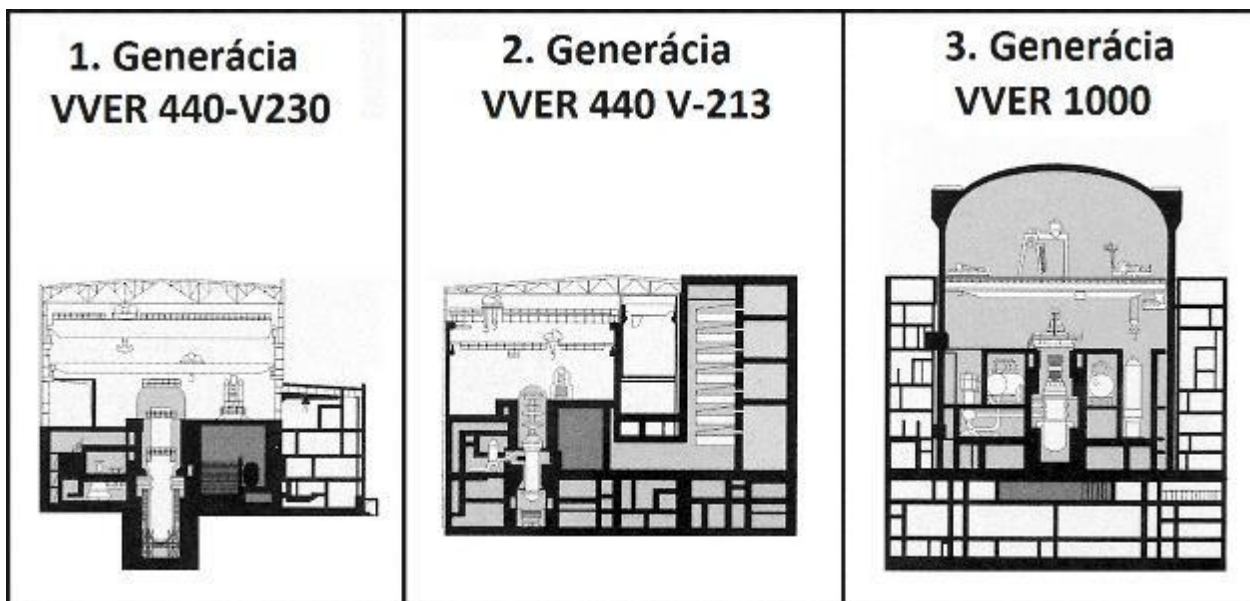 1. Generácia
VVER 440-V230
2. Generácia
VVER 440 V-213
3. Generácia
VVER 1000